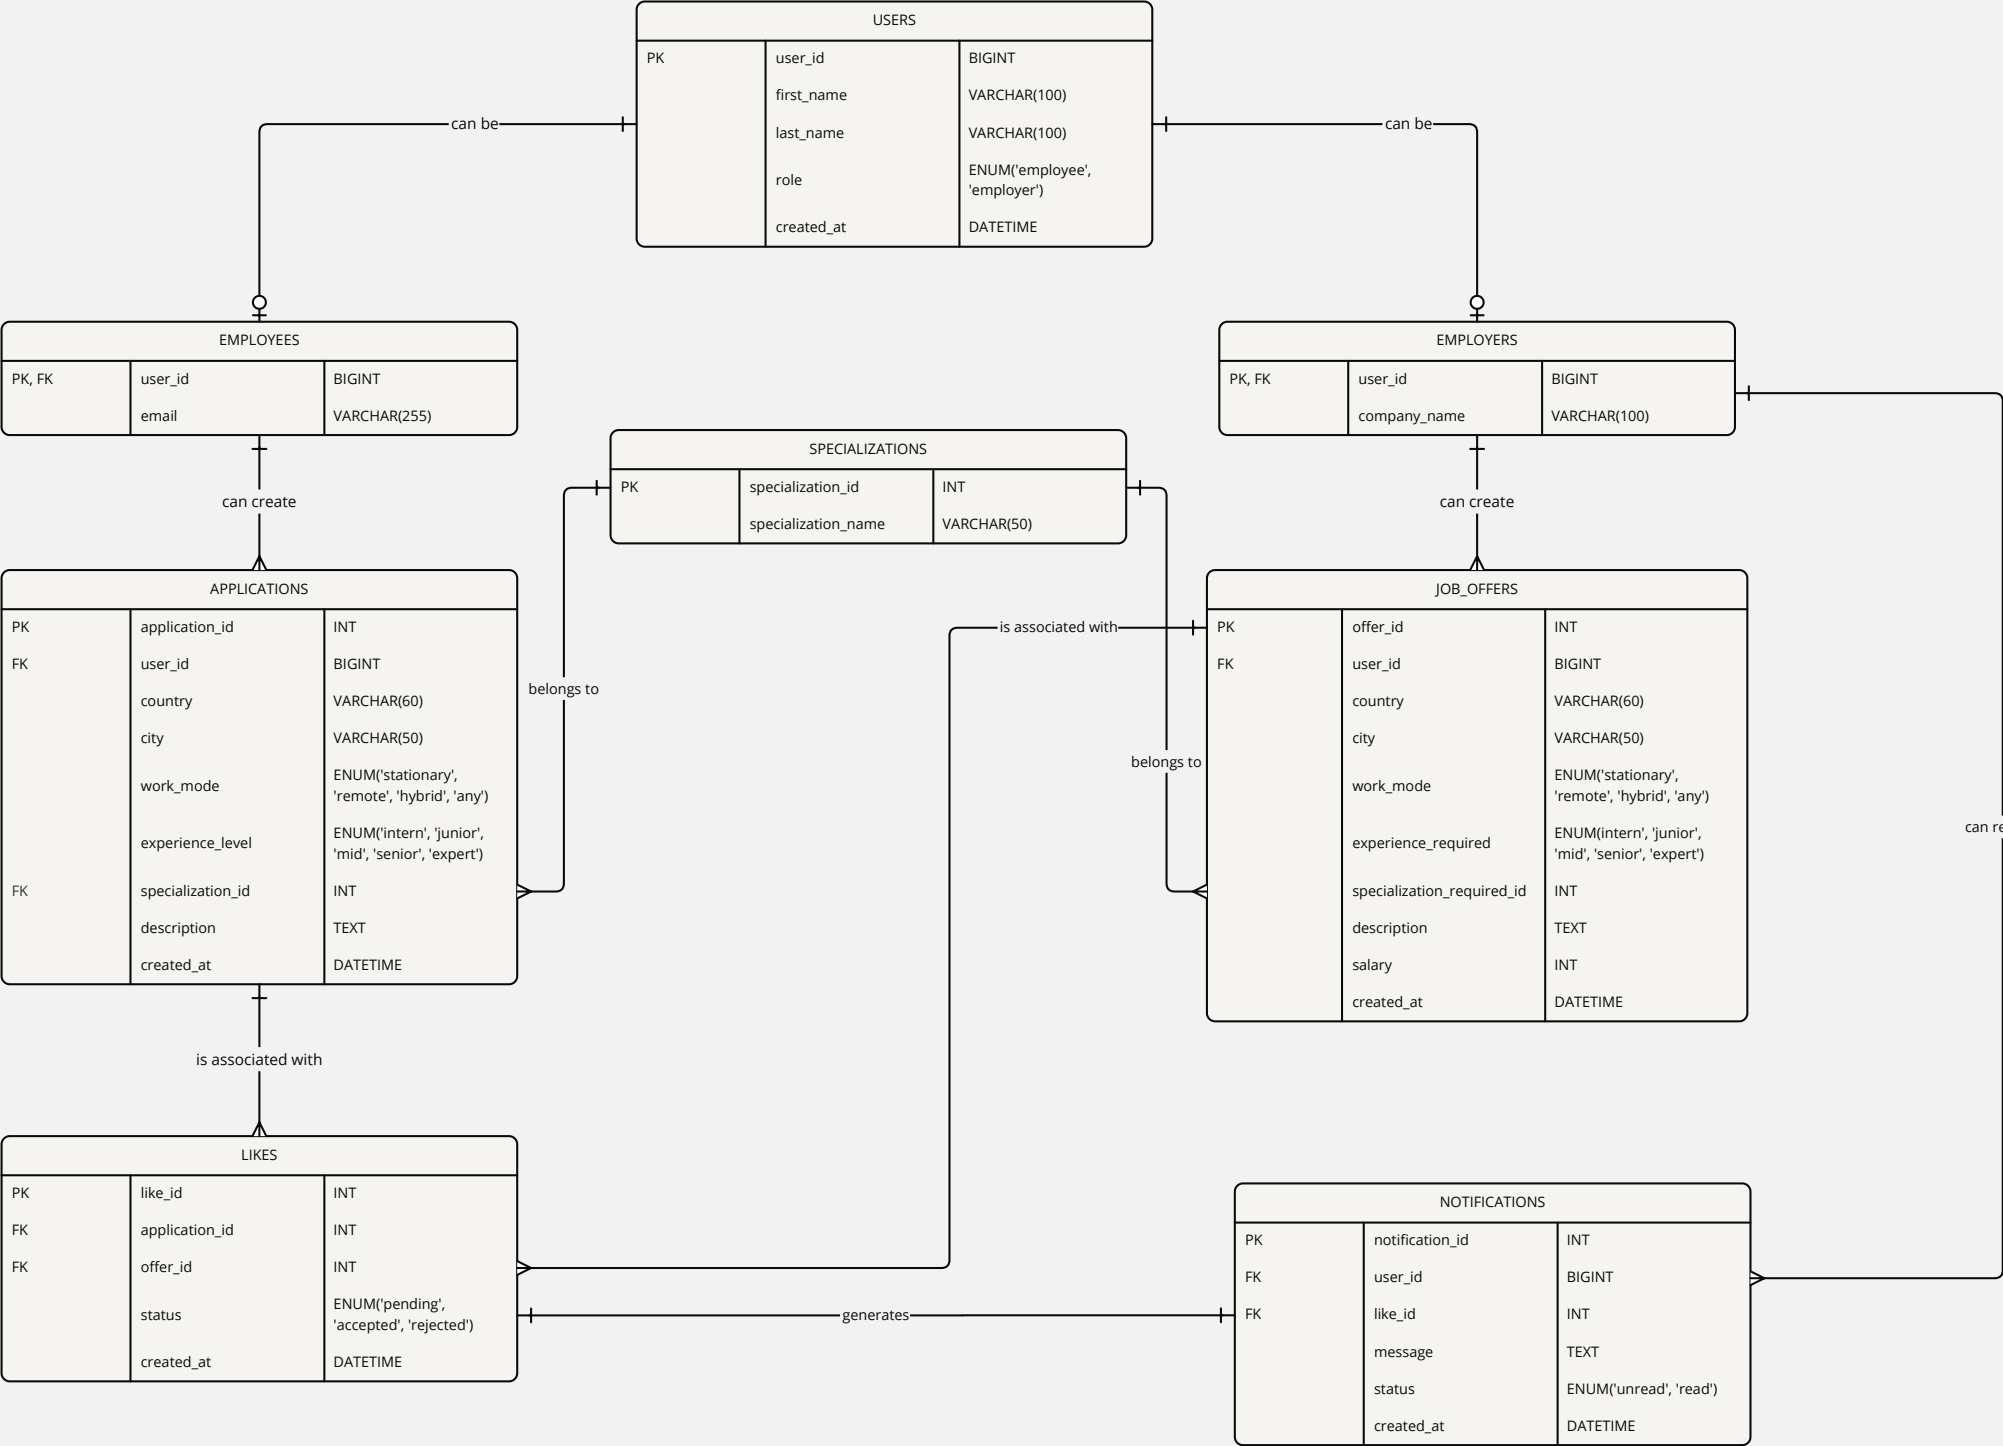 USERS
PK user_id BIGINT
first_name VARCHAR(100)
last_name VARCHAR(100)
role ENUM('employee',
'employer')
created_at DATETIME
can be
can be
EMPLOYEES
PK, FK user_id BIGINT
email VARCHAR(255)
EMPLOYERS
PK, FK user_id BIGINT
company_name VARCHAR(100)
SPECIALIZATIONS
PK specialization_id INT
specialization_name VARCHAR(50)
can create
can create
APPLICATIONS
PK application_id INT
FK user_id BIGINT
country VARCHAR(60)
city VARCHAR(50)
work_mode ENUM('stationary',
'remote', 'hybrid', 'any')
experience_level ENUM('intern', 'junior',
'mid', 'senior', 'expert')
FK specialization_id INT
description TEXT
created_at DATETIME
belongs to
is associated with
belongs to
JOB_OFFERS
PK offer_id INT
FK user_id BIGINT
country VARCHAR(60)
city VARCHAR(50)
work_mode ENUM('stationary',
'remote', 'hybrid', 'any')
experience_required ENUM(intern', 'junior',
'mid', 'senior', 'expert')
specialization_required_id INT
description TEXT
salary INT
created_at DATETIME
can re
is associated with
LIKES
PK like_id INT
FK application_id INT
FK offer_id INT
status ENUM('pending',
'accepted', 'rejected')
created_at DATETIME
generates
NOTIFICATIONS
PK notification_id INT
FK user_id BIGINT
FK like_id INT
message TEXT
status ENUM('unread', 'read')
created_at DATETIME